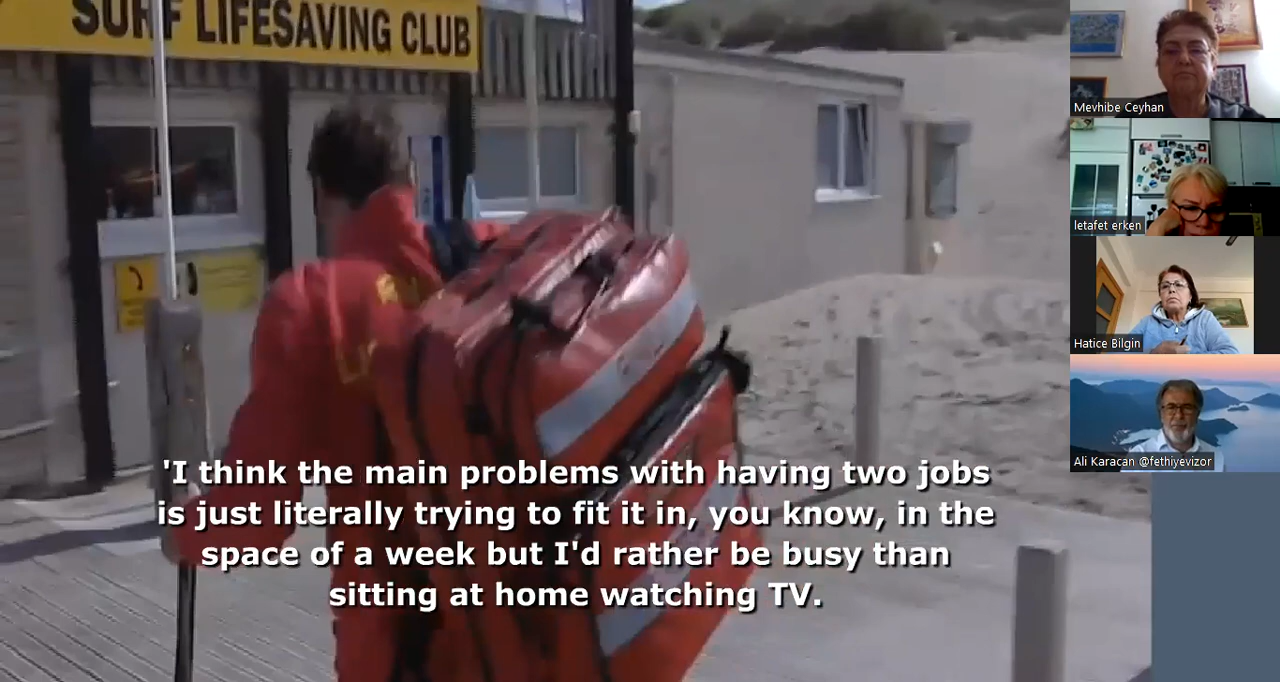 SURF LIFESAVING CLUB
'I think the main problems with having two jobs
is just literally trying to fit it in, you know, in the
space of a week but I'd rather be busy than
sitting at home watching TV.
Mevhibe Ceyhan
letafet erken
Hatice Bilgin
Ali Karacan @fethiyevizor